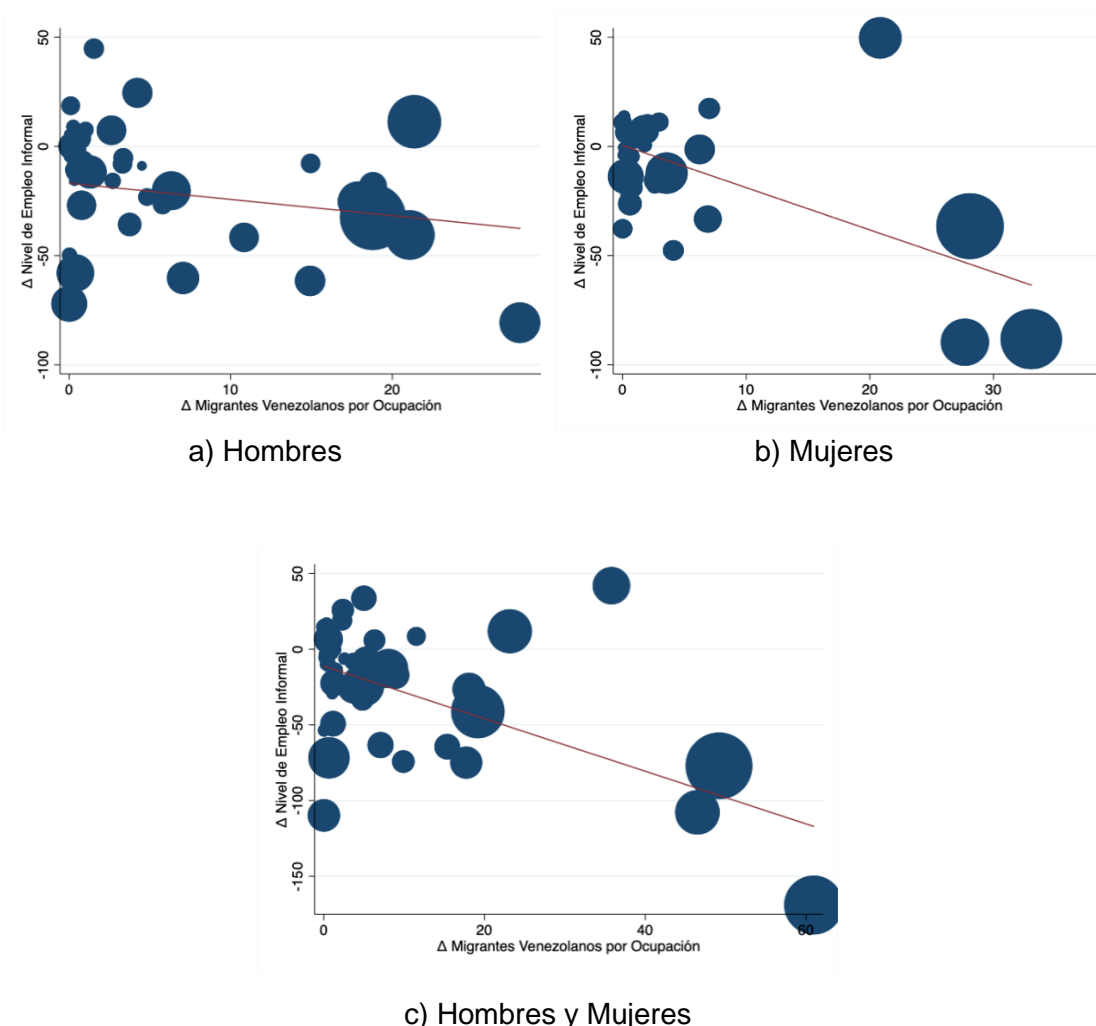 50
0
-50
-100
Δ Nivel de Empleo Informal
0
10
20
Δ Migrantes Venezolanos por Ocupación
a) Hombres
50
0
-50
-100
Δ Nivel de Empleo Informal
0
10
20
30
Δ Migrantes Venezolanos por Ocupación
b) Mujeres
50
0
-50
-100
-150
Δ Nivel de Empleo Informal
0
20
40
60
Δ Migrantes Venezolanos por Ocupación
c) Hombres y Mujeres